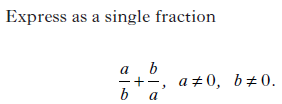 Express as a single fraction
a/b + b/a, a ≠ 0, b ≠ 0.